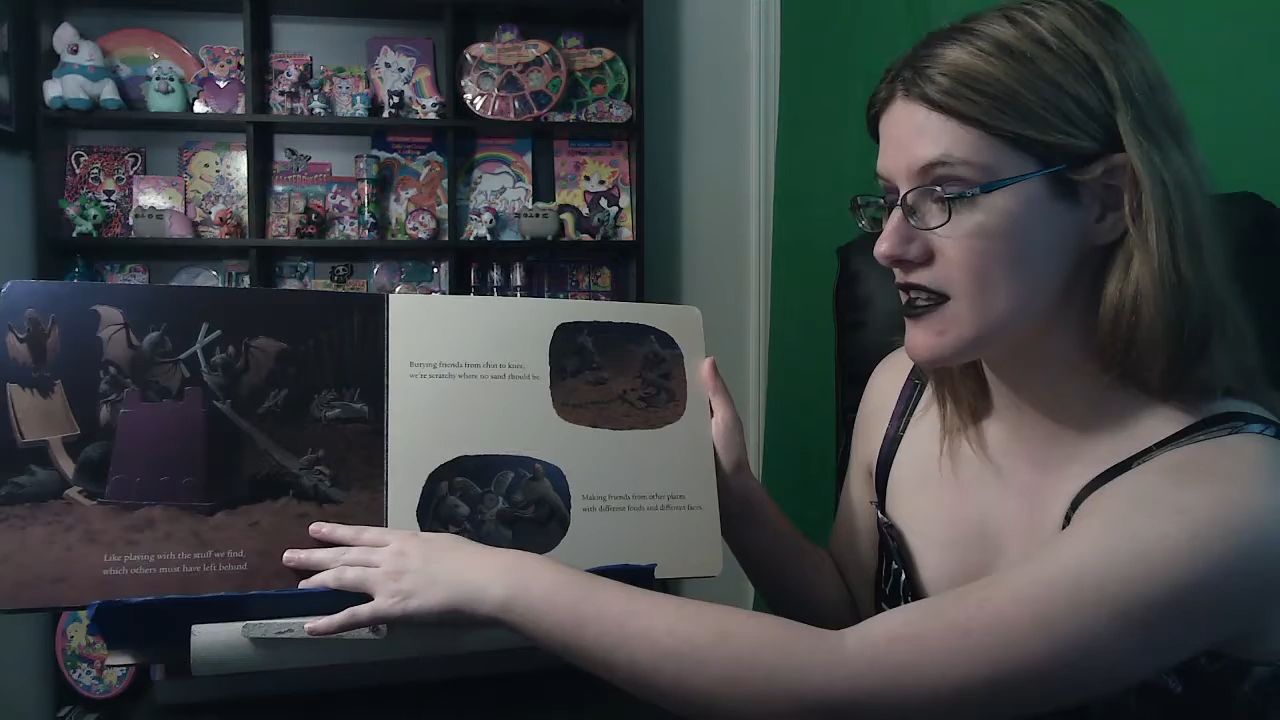 Like playing with the stuff we find,
which others must have left behind.
Burying friends from chin to knee,
we're scratchy where no sand should be.
Making friends from other places
with different foods and different faces.